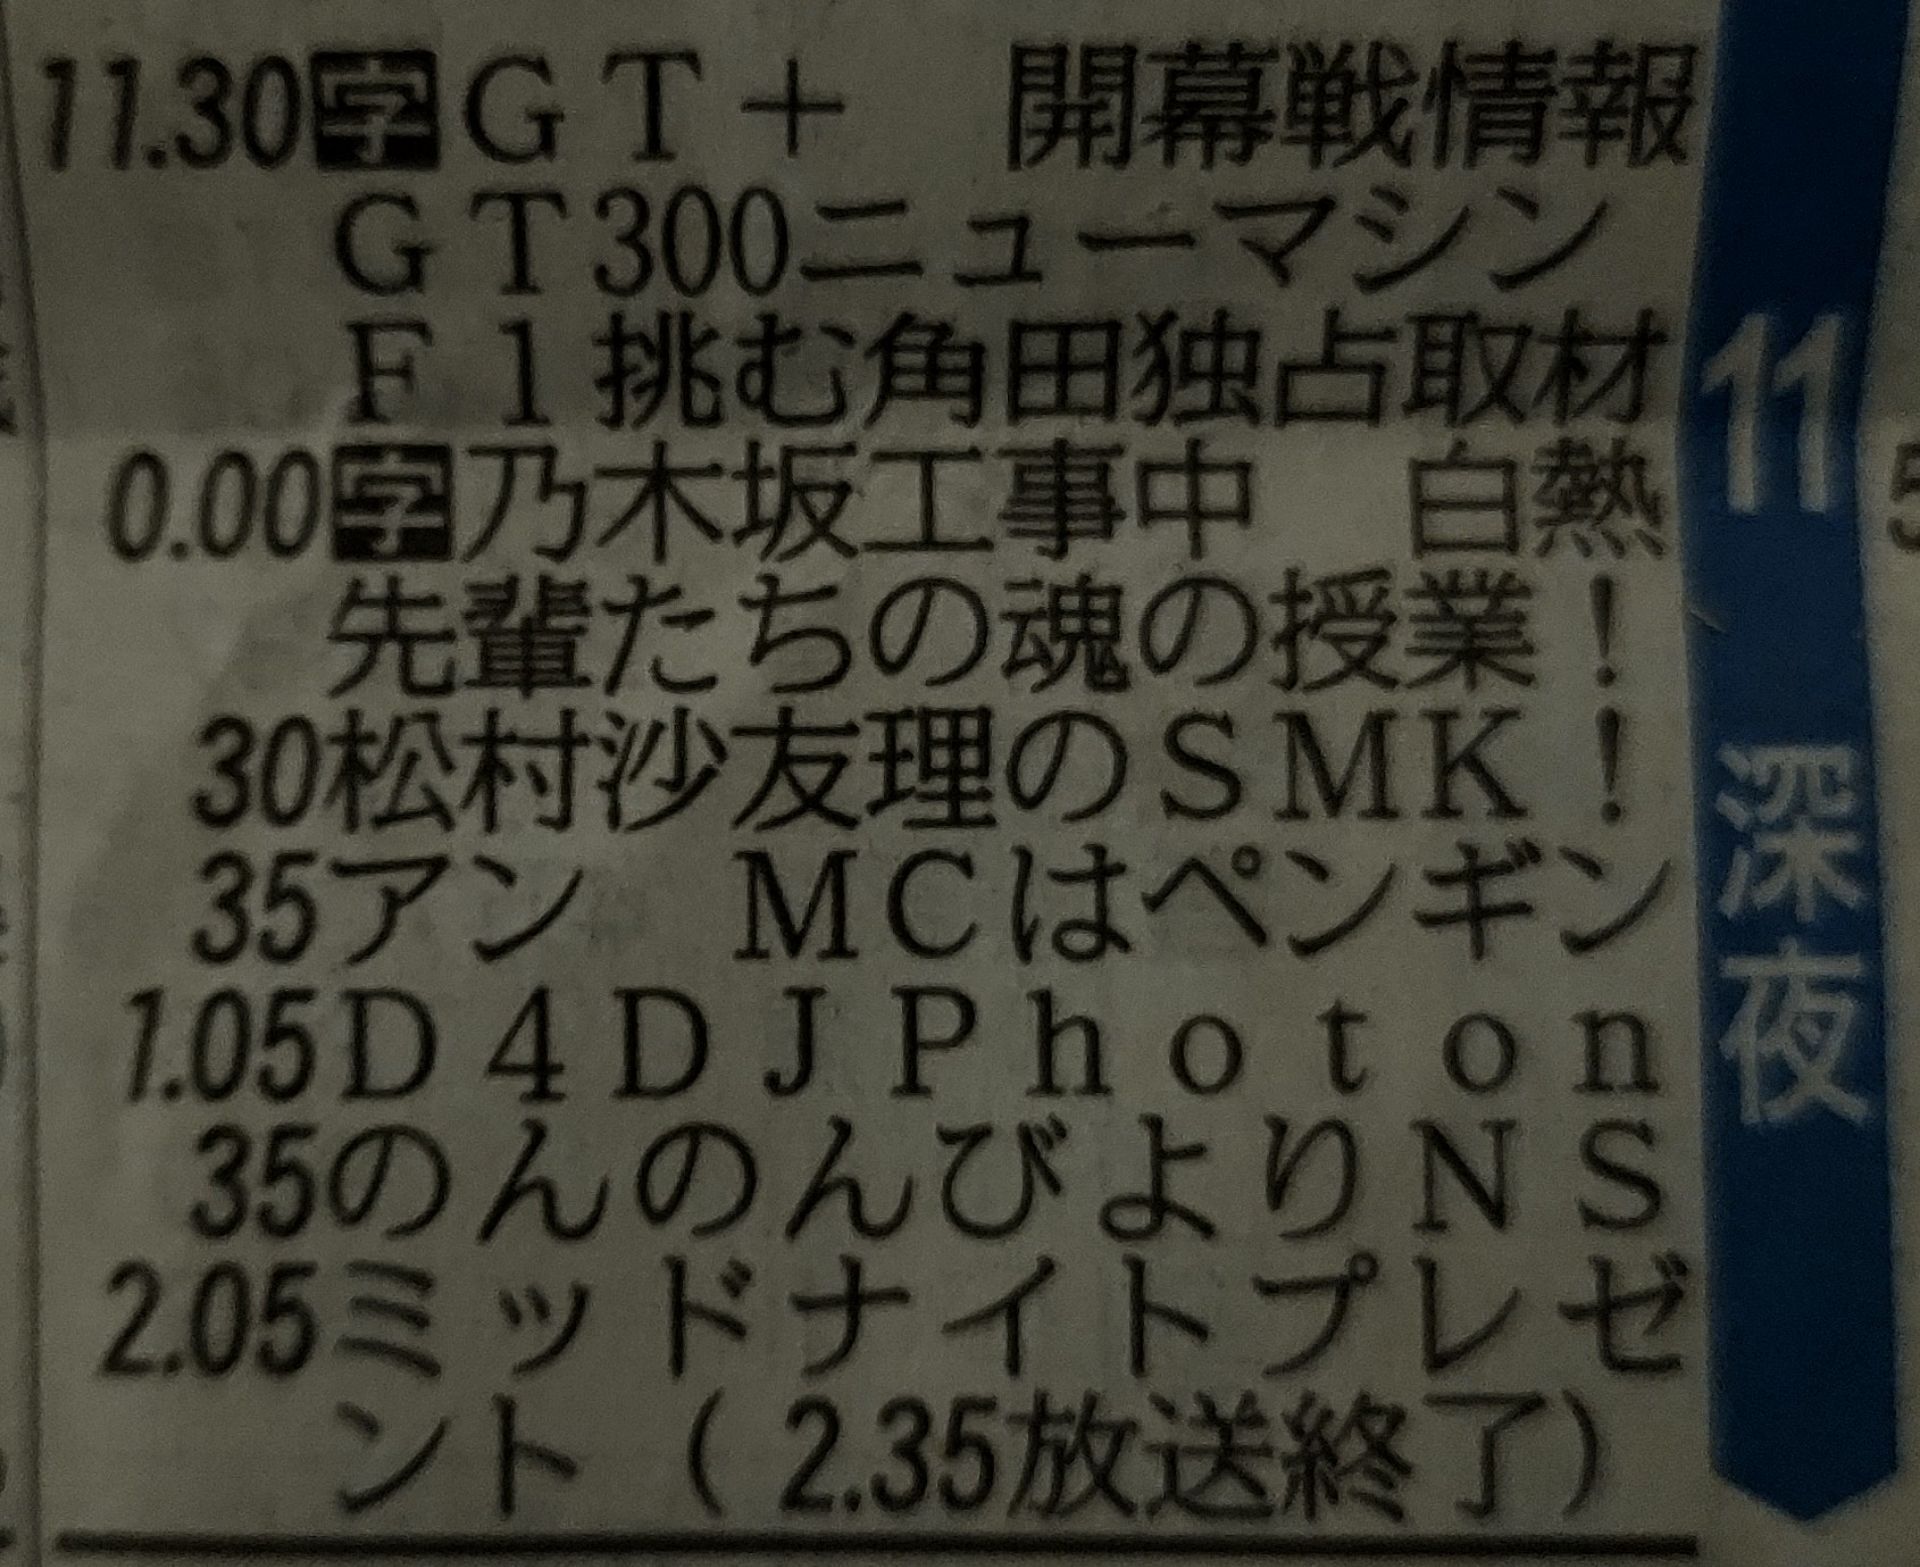 11.30字GT+　開幕戦情報
GT300ニューマシン
F1挑む角田独占取材
0.00字乃木坂工事中　白熱
先輩たちの魂の授業！
30松村沙友理のSMK！
35アン　MCはペンギン
1.05D4DJPhoton
35のんのんびよりNS
2.05ミッドナイトプレゼ
ント（2.35放送終了）
11
深夜
5